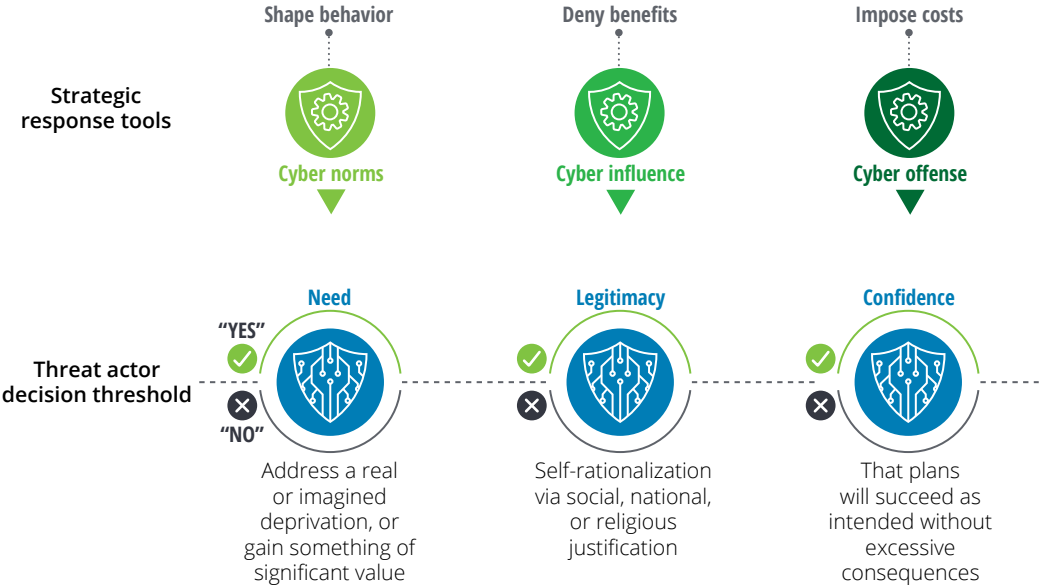 Shape behavior
Deny benefits
Impose costs
Strategic
response tools
Cyber norms
Cyber influence
Cyber offense
Need
Legitimacy
Confidence
“YES”
Threat actor
decision threshold
“NO”
Address a real
or imagined
deprivation, or
gain something of
significant value
Self-rationalization
via social, national,
or religious
justification
That plans
will succeed as
intended without
excessive
consequences